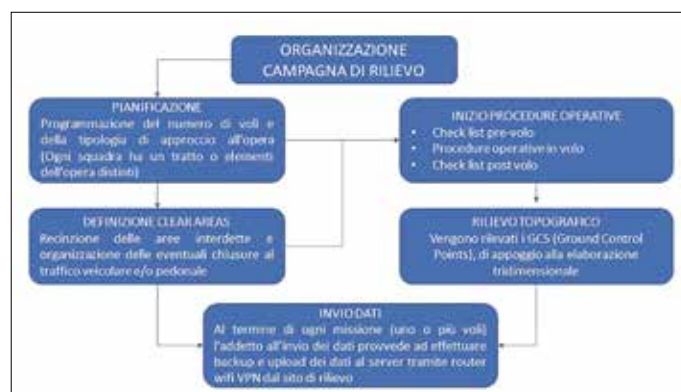 ORGANIZZAZIONE
CAMPAGNA DI RILIEVO
PIANIFICAZIONE
Programmazione del numero di voli e
della tipologia di approccio all'opera
(Ogni squadra ha un tratto o elementi
dell'opera distinti)
INIZIO PROCEDURE OPERATIVE
• Check list pre-volo
• Procedure operative in volo
• Check list post volo
DEFINIZIONE CLEAR AREAS
Recinzione delle aree interdette e
organizzazione delle eventuali chiusure al
traffico veicolare e/o pedonale
RILIEVO TOPOGRAFICO
Vengono rilevati i GCS (Ground Control
Points), di appoggio alla elaborazione
tridimensionale
INVIO DATI
Al termine di ogni missione (uno o più voli)
l'addetto all'invio dei dati provvede ad effettuare
backup e upload dei dati al server tramite router
wifi VPN dal sito di rilievo